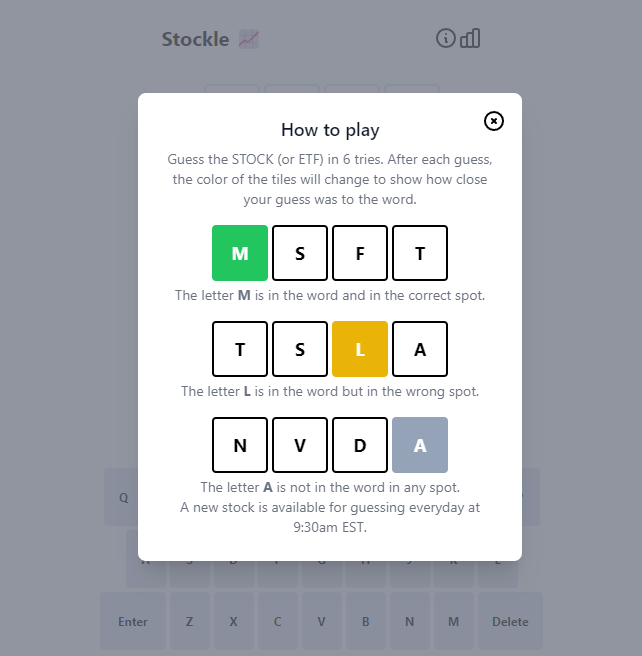 Stockle
How to play
Guess the STOCK (or ETF) in 6 tries. After each guess,
the color of the tiles will change to show how close
your guess was to the word.
M S F T
The letter M is in the word and in the correct spot.
T S L A
The letter L is in the word but in the wrong spot.
N V D A
The letter A is not in the word in any spot.
A new stock is available for guessing everyday at
9:30am EST.
Q
Enter Z X C V B N M Delete